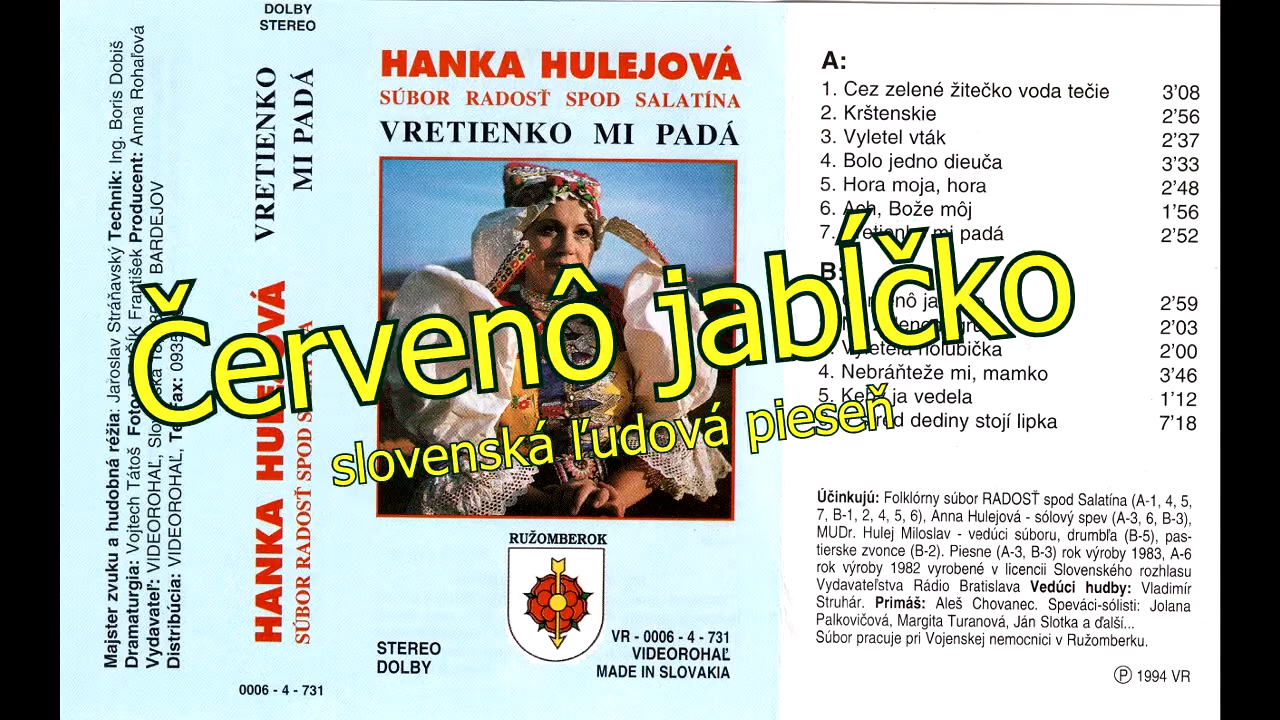 Majster zvuku a hudobná réžia: Jaroslav Stráňavský Technik: Ing. Boris Dobiš
Dramaturgia: Vojtech Tátoš Foto: František Producent: Anna Rohaľová
Vydavateľ: VIDEOROHAĽ, BARDEJOV
Distribúcia: VIDEOROHAĽ, Fax: 0935
DOLBY
STEREO
VRETIENKO
MI PADÁ
HANKA HULEJOVÁ
SÚBOR RADOSŤ SPOD SALATÍNA
0006 - 4 - 731
HANKA HULEJOVÁ
SÚBOR RADOSŤ SPOD SALATÍNA
VRETIENKO MI PADÁ
Červenô jabĺčko
slovenská ľudová pieseň
RUŽOMBEROK
STEREO
DOLBY
VR - 0006 - 4 - 731
VIDEOROHAĽ
MADE IN SLOVAKIA
A:
1. Cez zelené žitečko voda tečie 3'08
2. Krštenskie 2'56
3. Vyletel vták 2'37
4. Bolo jedno dieuča 3'33
5. Hora moja, hora 2'48
6. Ach, Bože môj 1'56
7. mi padá 2'52
B:
2'59
2'03
Vyletela holubička 2'00
4. Nebráňteže mi, mamko 3'46
5. ja vedela 1'12
dediny stojí lipka 7'18
Účinkujú: Folklórny súbor RADOSŤ spod Salatína (A-1, 4, 5,
7, B-1, 2, 4, 5, 6), Anna Hulejová - sólový spev (A-3, 6, B-3),
MUDr. Hulej Miloslav - vedúci súboru, drumbľa (B-5), pas-
tierske zvonce (B-2). Piesne (A-3, B-3) rok výroby 1983, A-6
rok výroby 1982 vyrobené v licencii Slovenského rozhlasu
Vydavateľstva Rádio Bratislava Vedúci hudby: Vladimír
Struhár. Primáš: Aleš Chovanec. Speváci-sólisti: Jolana
Palkovičová, Margita Turanová, Ján Slotka a ďalší...
Súbor pracuje pri Vojenskej nemocnici v Ružomberku.
Ⓟ 1994 VR